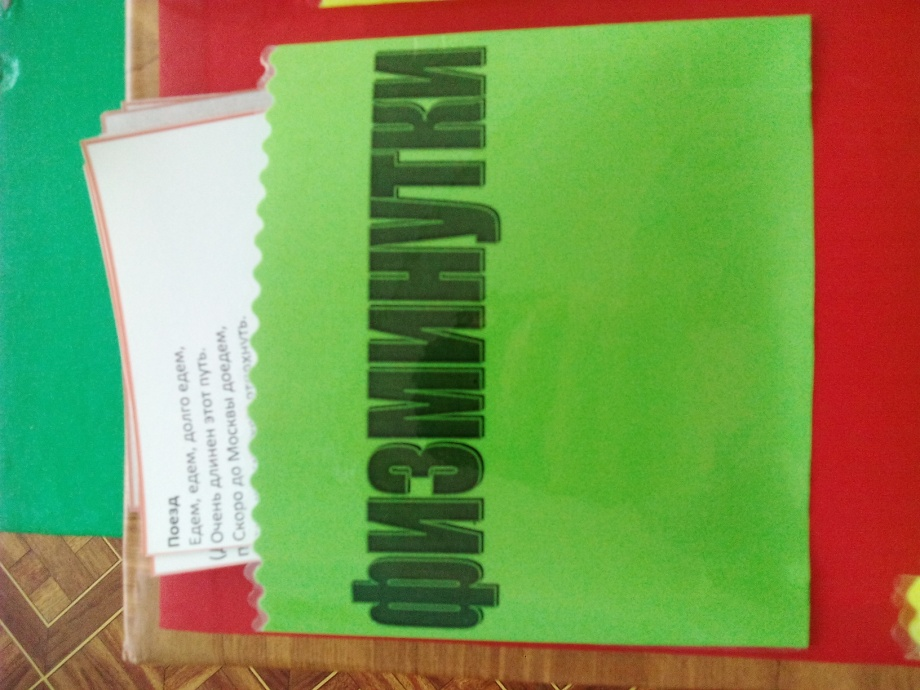 Поезд
Едем, едем, долго едем,
Очень длинен этот путь.
Скоро до Москвы доедем,
ФИЗМИНУТКИ